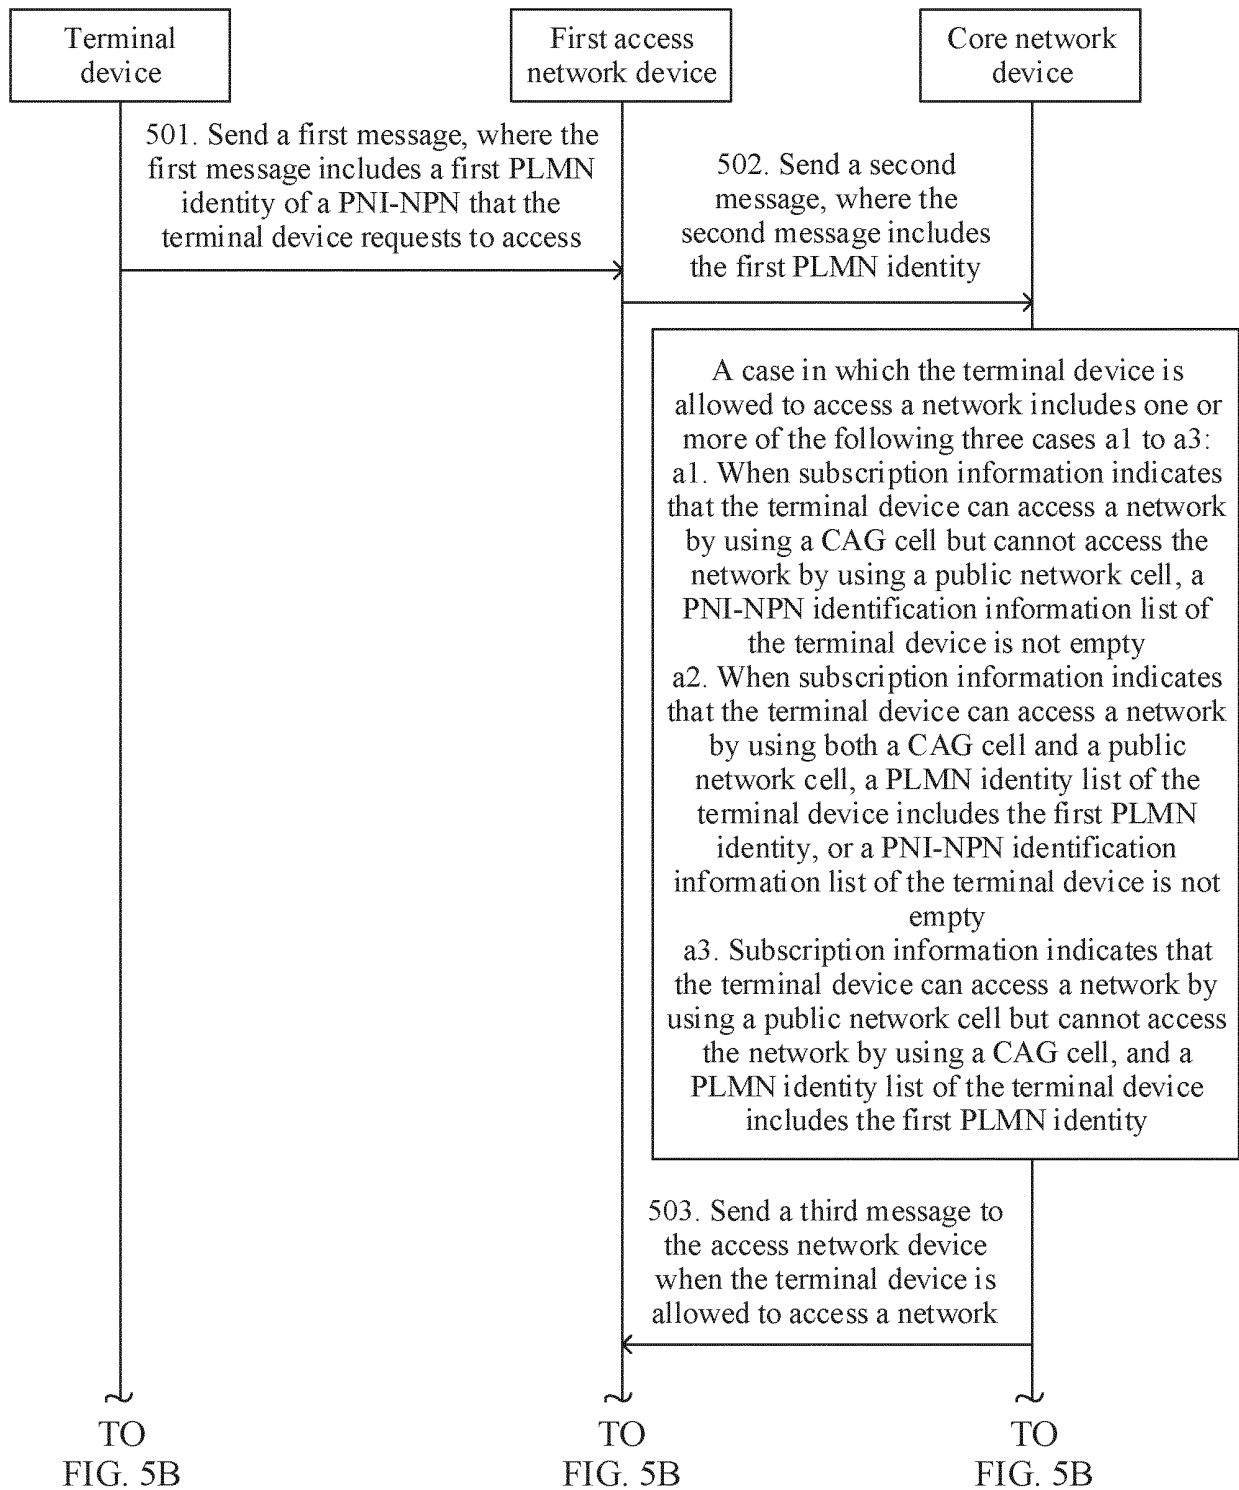 Terminal
device
First access
network device
Core network
device
501. Send a first message, where the
first message includes a first PLMN
identity of a PNI-NPN that the
terminal device requests to access
502. Send a second
message, where the
second message includes
the first PLMN identity
A case in which the terminal device is
allowed to access a network includes one or
more of the following three cases a1 to a3:
a1. When subscription information indicates
that the terminal device can access a network
by using a CAG cell but cannot access the
network by using a public network cell, a
PNI-NPN identification information list of
the terminal device is not empty
a2. When subscription information indicates
that the terminal device can access a network
by using both a CAG cell and a public
network cell, a PLMN identity list of the
terminal device includes the first PLMN
identity, or a PNI-NPN identification
information list of the terminal device is not
empty
a3. Subscription information indicates that
the terminal device can access a network by
using a public network cell but cannot access
the network by using a CAG cell, and a
PLMN identity list of the terminal device
includes the first PLMN identity
503. Send a third message to
the access network device
when the terminal device is
allowed to access a network
TO
FIG. 5B
TO
FIG. 5B
TO
FIG. 5B